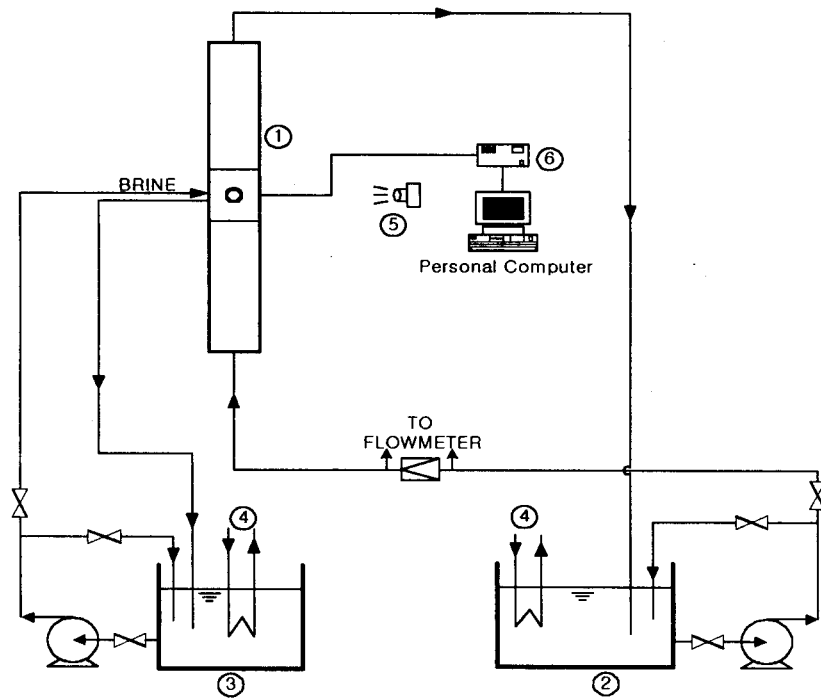 ①
BRINE
⑥
⑤
Personal Computer
TO
FLOWMETER
④
④
③
②